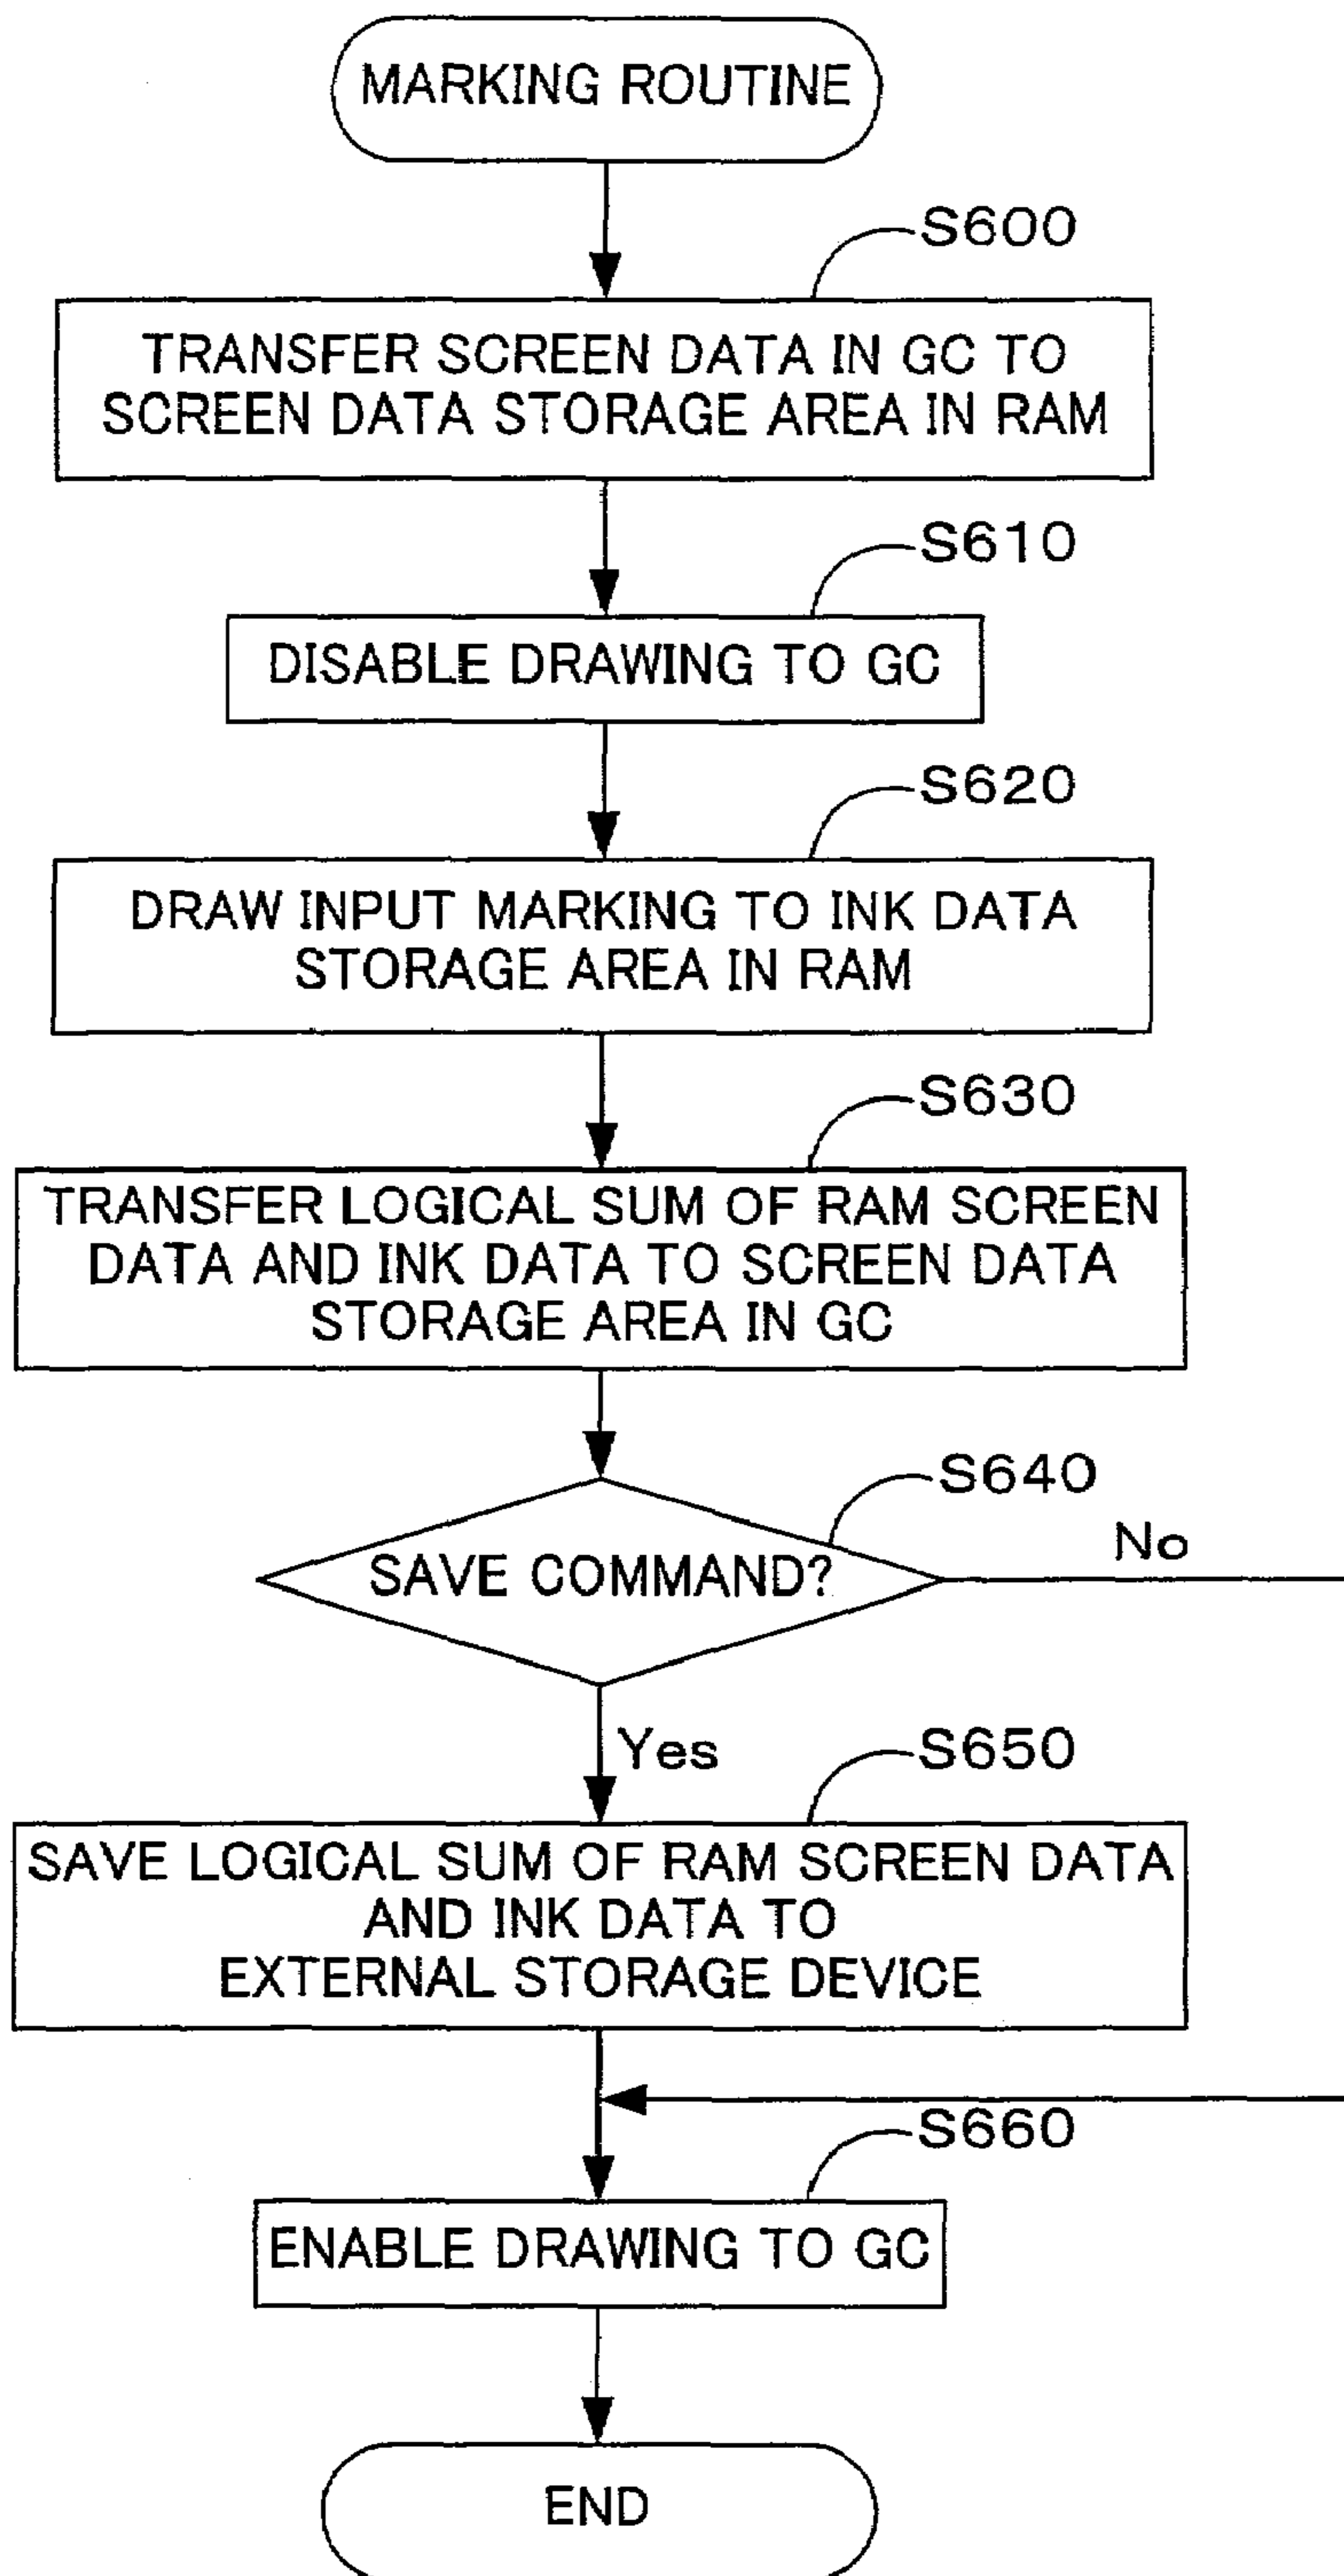 MARKING ROUTINE
S600
TRANSFER SCREEN DATA IN GC TO
SCREEN DATA STORAGE AREA IN RAM
S610
DISABLE DRAWING TO GC
S620
DRAW INPUT MARKING TO INK DATA
STORAGE AREA IN RAM
S630
TRANSFER LOGICAL SUM OF RAM SCREEN
DATA AND INK DATA TO SCREEN DATA
STORAGE AREA IN GC
S640
SAVE COMMAND?
No
Yes
S650
SAVE LOGICAL SUM OF RAM SCREEN DATA
AND INK DATA TO
EXTERNAL STORAGE DEVICE
S660
ENABLE DRAWING TO GC
END